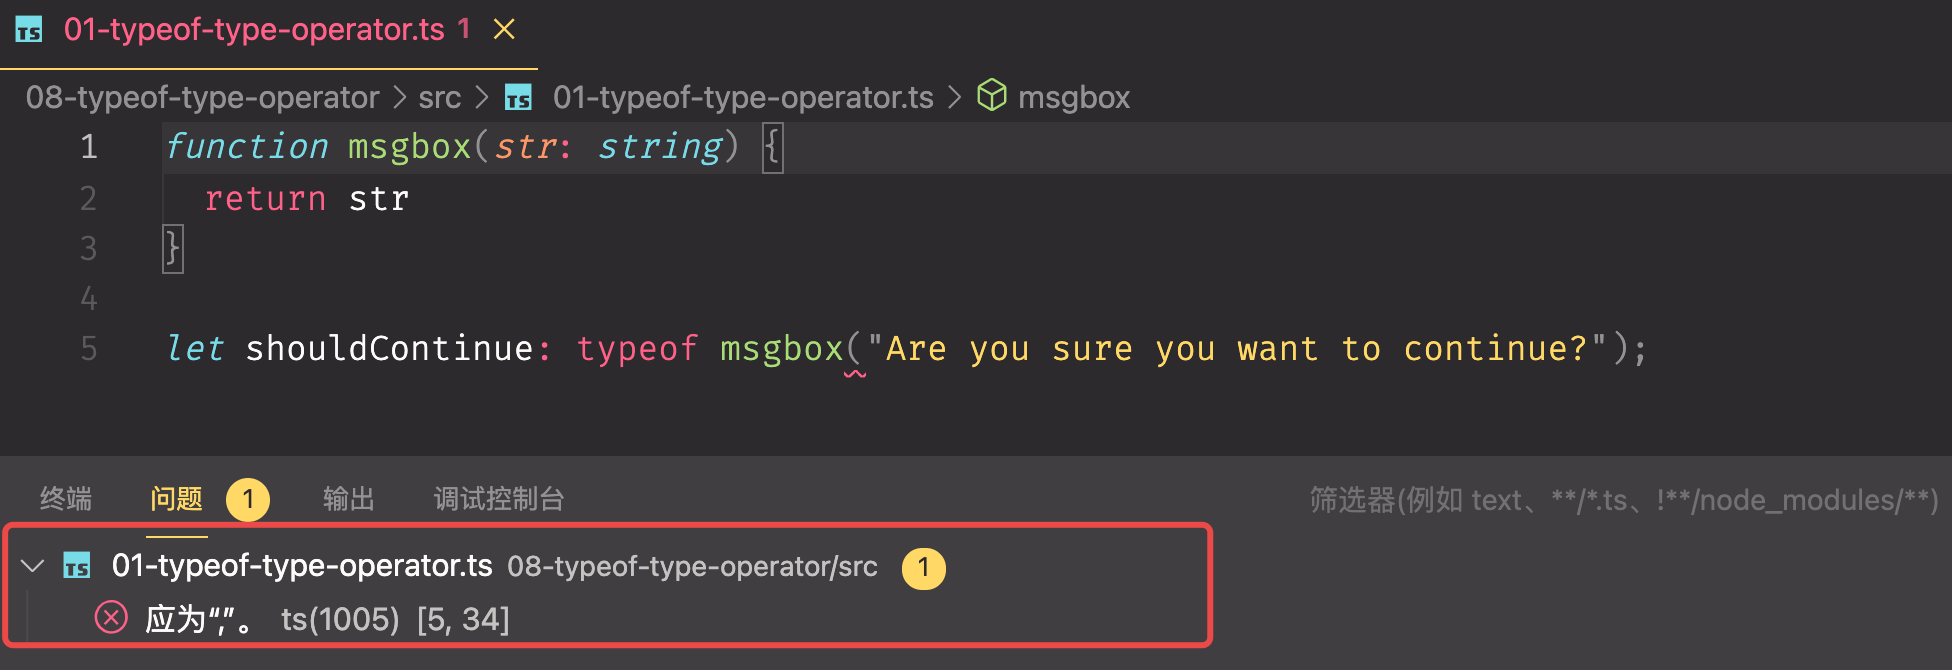 TS 01-typeof-type-operator.ts 1
08-typeof-type-operator > src > TS 01-typeof-type-operator.ts > msgbox
1 function msgbox(str: string) {
2 return str
3 }
4
5 let shouldContinue: typeof msgbox("Are you sure you want to continue?");
终端 问题 1 输出 调试控制台 筛选器(例如 text、**/*.ts、!**/node_modules/**)
TS 01-typeof-type-operator.ts 08-typeof-type-operator/src 1
应为“,”。 ts(1005) [5, 34]